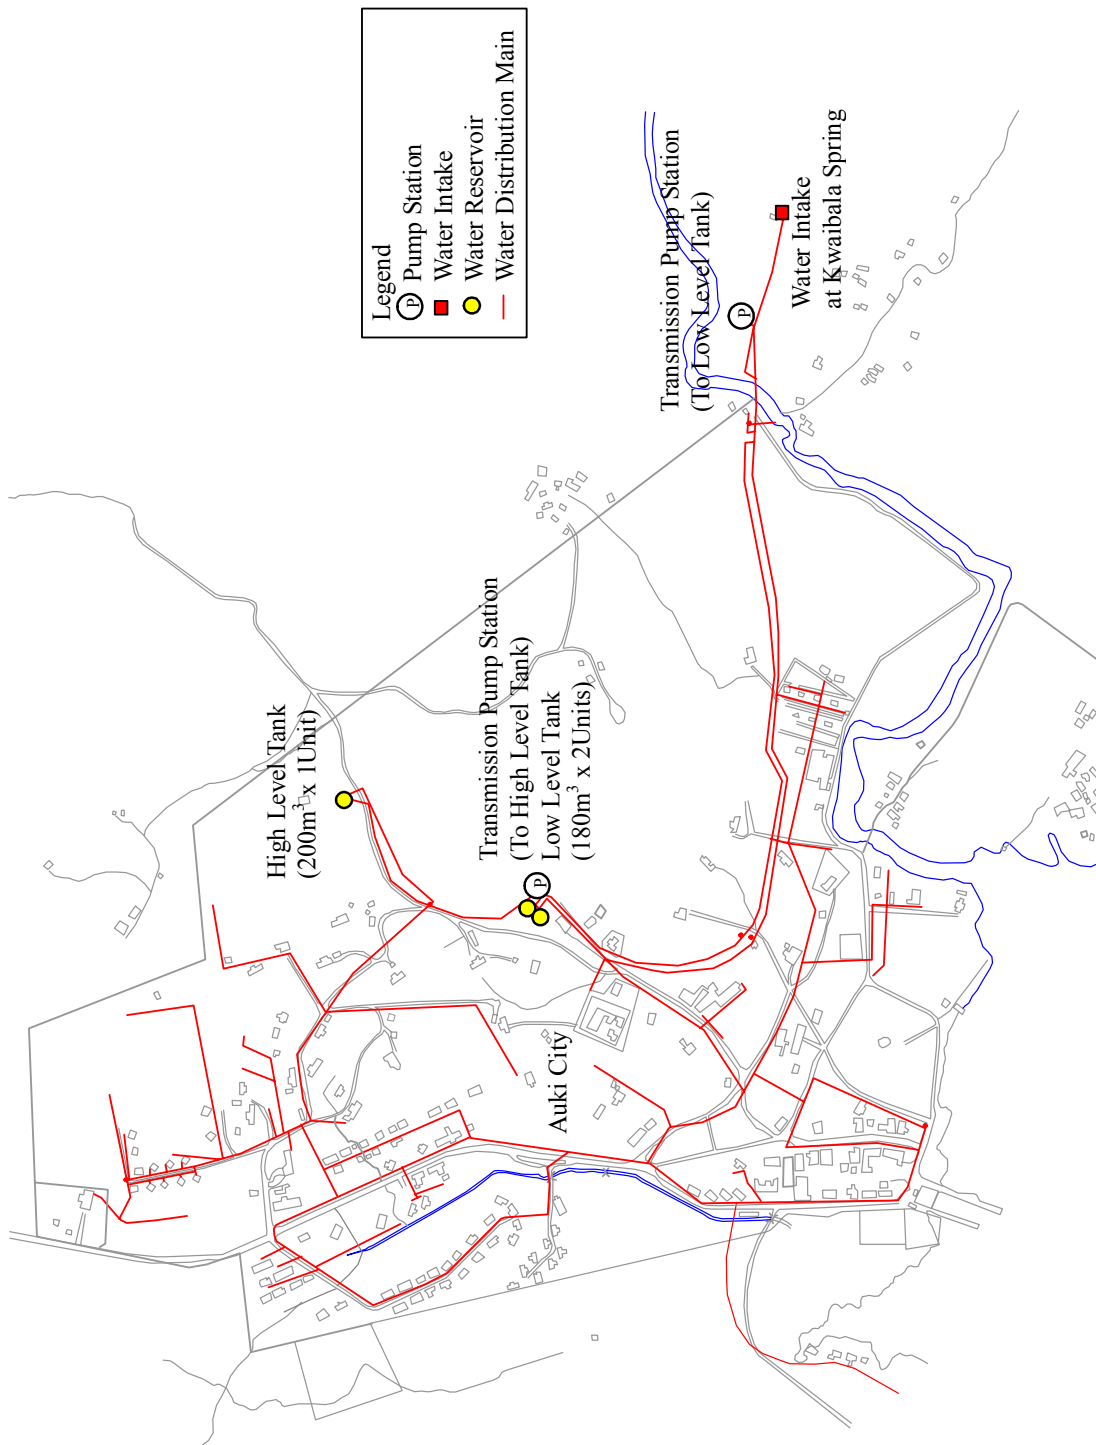 Legend
P Pump Station
Water Intake
Water Reservoir
Water Distribution Main
Transmission Pump Station
(To Low Level Tank)
P
Water Intake
at Kwaibala Spring
High Level Tank
(200m³ x 1Unit)
Transmission Pump Station
(To High Level Tank)
Low Level Tank
(180m³ x 2Units)
P
Auki City